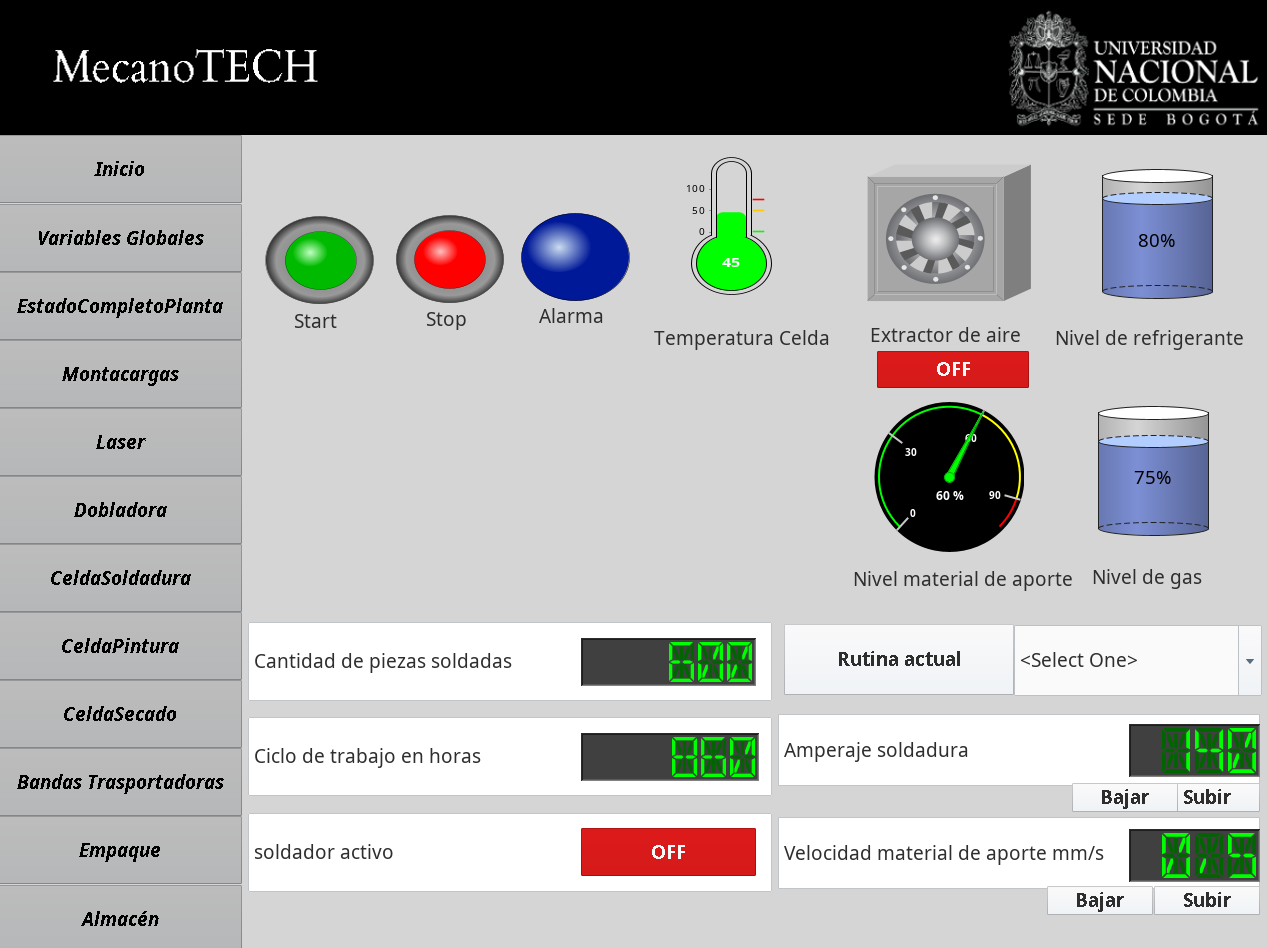 MecanoTECH
UNIVERSIDAD
NACIONAL
DE COLOMBIA
SEDE BOGOTÁ
Inicio
Variables Globales
EstadoCompletoPlanta
Montacargas
Laser
Dobladora
CeldaSoldadura
CeldaPintura
CeldaSecado
Bandas Trasportadoras
Empaque
Almacén
Start
Stop
Alarma
100
50
0
45
Temperatura Celda
Extractor de aire
OFF
80%
Nivel de refrigerante
0
30
60
90
60 %
Nivel material de aporte
75%
Nivel de gas
Cantidad de piezas soldadas
600
Rutina actual
<Select One>
Ciclo de trabajo en horas
860
Amperaje soldadura
140
Bajar
Subir
soldador activo
OFF
Velocidad material de aporte mm/s
Bajar
Subir